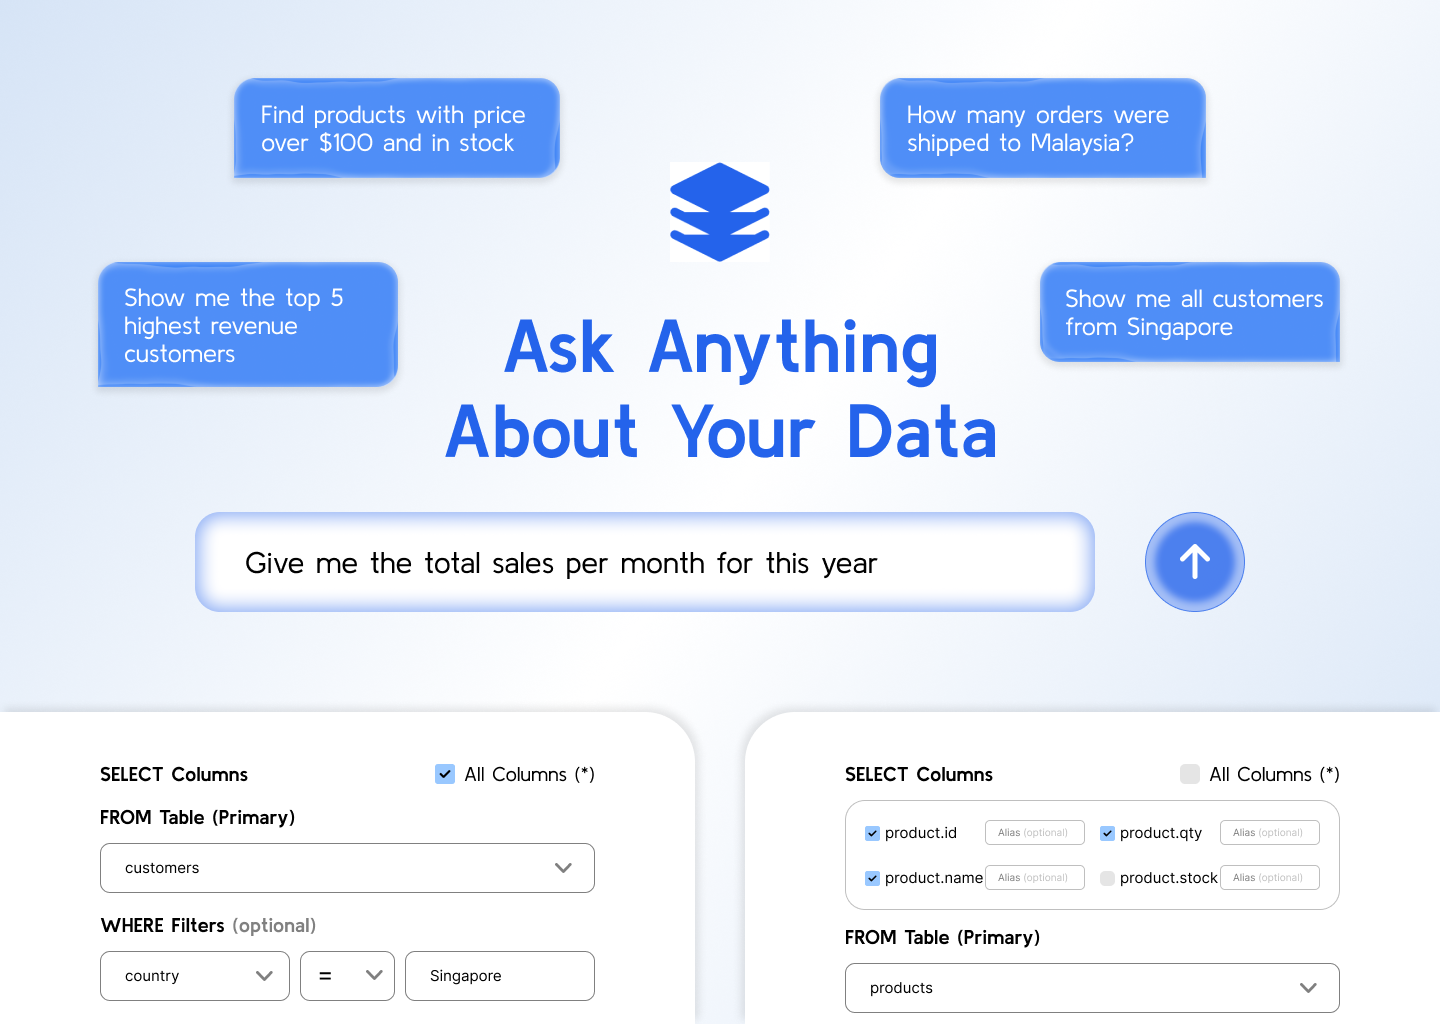 Find products with price
over $100 and in stock
How many orders were
shipped to Malaysia?
Show me the top 5
highest revenue
customers
Show me all customers
from Singapore
Ask Anything
About Your Data
Give me the total sales per month for this year
SELECT Columns
All Columns (*)
FROM Table (Primary)
customers
WHERE Filters (optional)
country
=
Singapore
SELECT Columns
All Columns (*)
product.id
Alias (optional)
product.qty
Alias (optional)
product.name
Alias (optional)
product.stock
Alias (optional)
FROM Table (Primary)
products